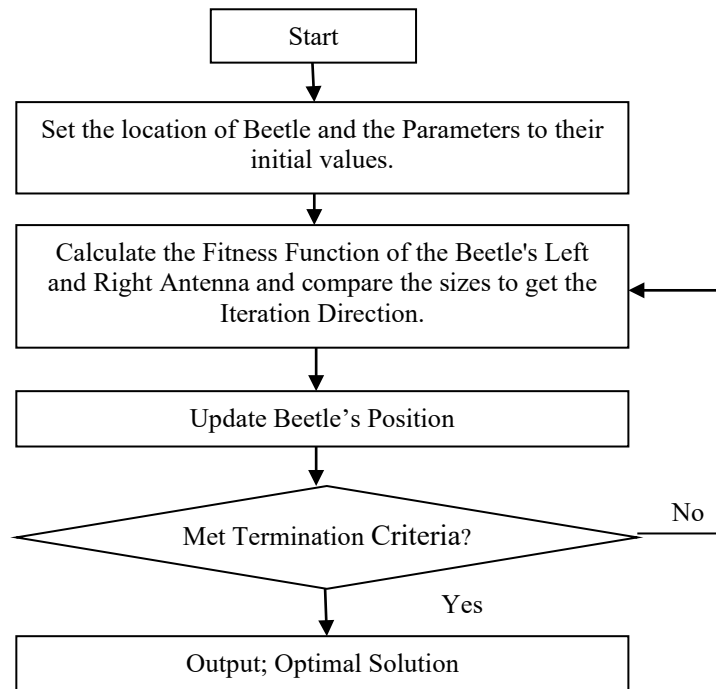 Start
Set the location of Beetle and the Parameters to their
initial values.
Calculate the Fitness Function of the Beetle's Left
and Right Antenna and compare the sizes to get the
Iteration Direction.
Update Beetle’s Position
Met Termination Criteria?
No
Yes
Output; Optimal Solution